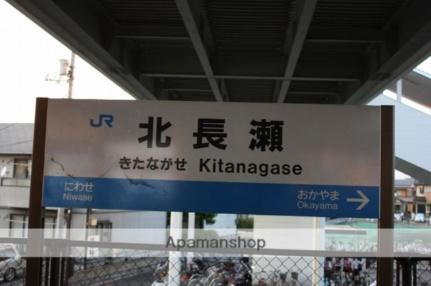 JR
北長瀬
きたながせ Kitanagase
にわせ
Niwase
おかやま
Okayama
Apamanshop